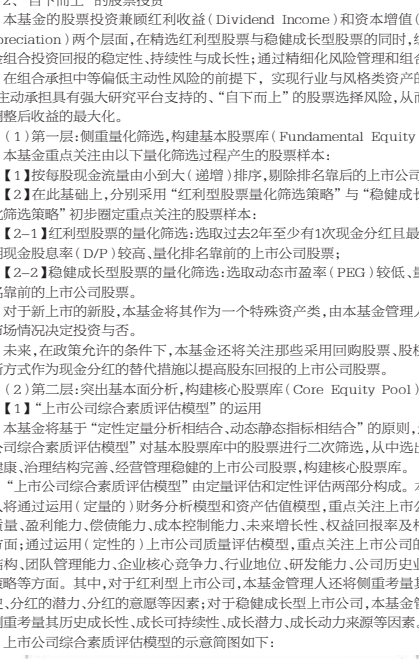 2、“自下而上”的股票投资
本基金的股票投资兼顾红利收益(Dividend Income)和资本增值(
preciation)两个层面,在精选红利型股票与稳健成长型股票的同时,
组合投资回报的稳定性、持续性与成长性;通过精细化风险管理和组
在组合承担中等偏低主动性风险的前提下, 实现行业与风格类资产的
主动承担具有强大研究平台支持的、“自下而上”的股票选择风险,从而
调整后收益的最大化。
(1)第一层:侧重量化筛选,构建基本股票库(Fundamental Equity
本基金重点关注由以下量化筛选过程产生的股票样本:
【1】按每股现金流量由小到大(递增)排序,剔除排名靠后的上市公司
【2】在此基础上,分别采用“红利型股票量化筛选策略”与“稳健成长
化筛选策略”初步圈定重点关注的股票样本:
【2-1】红利型股票的量化筛选:选取过去2年至少有1次现金分红且最
期现金股息率(D/P)较高、量化排名靠前的上市公司股票;
【2-2】稳健成长型股票的量化筛选:选取动态市盈率(PEG)较低、量
名靠前的上市公司股票。
对于新上市的新股,本基金将其作为一个特殊资产类,由本基金管理人
市场情况决定投资与否。
未来,在政策允许的条件下,本基金还将关注那些采用回购股票、股权
新方式作为现金分红的替代措施以提高股东回报的上市公司股票。
(2)第二层:突出基本面分析,构建核心股票库(Core Equity Pool)
【1】“上市公司综合素质评估模型”的运用
本基金将基于“定性定量分析相结合、动态静态指标相结合”的原则,
公司综合素质评估模型”对基本股票库中的股票进行二次筛选,从中选出
健康、治理结构完善、经营管理稳健的上市公司股票,构建核心股票库。
“上市公司综合素质评估模型”由定量评估和定性评估两部分构成。本
人将通过运用(定量的)财务分析模型和资产估值模型,重点关注上市公
质量、盈利能力、偿债能力、成本控制能力、未来增长性、权益回报率及相
方面;通过运用(定性的)上市公司质量评估模型,重点关注上市公司的
结构、团队管理能力、企业核心竞争力、行业地位、研发能力、公司历史业
策略等方面。其中,对于红利型上市公司,本基金管理人还将侧重考量其
史、分红的潜力、分红的意愿等因素;对于稳健成长型上市公司,本基金管
侧重考量其历史成长性、成长可持续性、成长潜力、成长动力来源等因素。
上市公司综合素质评估模型的示意简图如下: